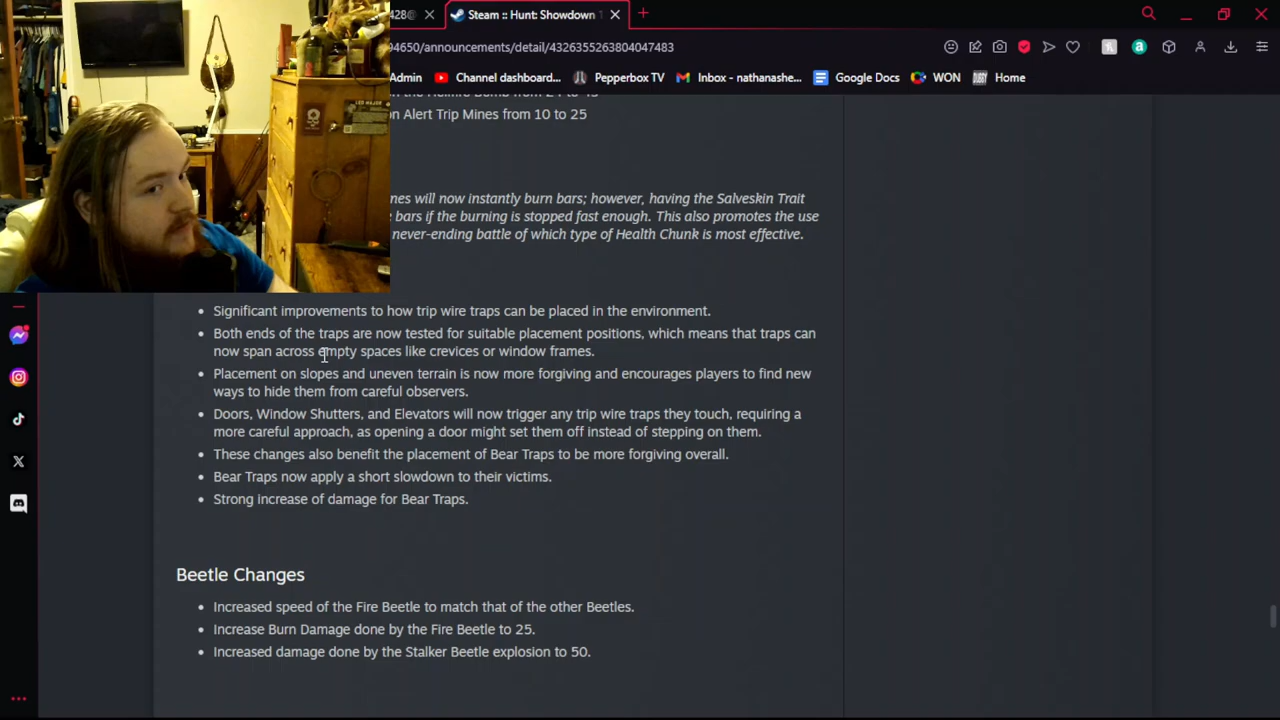 428@
Steam :: Hunt: Showdown 1
94650/announcements/detail/4326355263804047483
Admin
Channel dashboard...
Pepperbox TV
Inbox - nathanashe...
Google Docs
WON
Home
on Alert Trip Mines from 10 to 25
nes will now instantly burn bars; however, having the Salveskin Trait
bars if the burning is stopped fast enough. This also promotes the use
never-ending battle of which type of Health Chunk is most effective.
• Significant improvements to how trip wire traps can be placed in the environment.
• Both ends of the traps are now tested for suitable placement positions, which means that traps can
now span across empty spaces like crevices or window frames.
• Placement on slopes and uneven terrain is now more forgiving and encourages players to find new
ways to hide them from careful observers.
• Doors, Window Shutters, and Elevators will now trigger any trip wire traps they touch, requiring a
more careful approach, as opening a door might set them off instead of stepping on them.
• These changes also benefit the placement of Bear Traps to be more forgiving overall.
• Bear Traps now apply a short slowdown to their victims.
• Strong increase of damage for Bear Traps.
Beetle Changes
• Increased speed of the Fire Beetle to match that of the other Beetles.
• Increase Burn Damage done by the Fire Beetle to 25.
• Increased damage done by the Stalker Beetle explosion to 50.